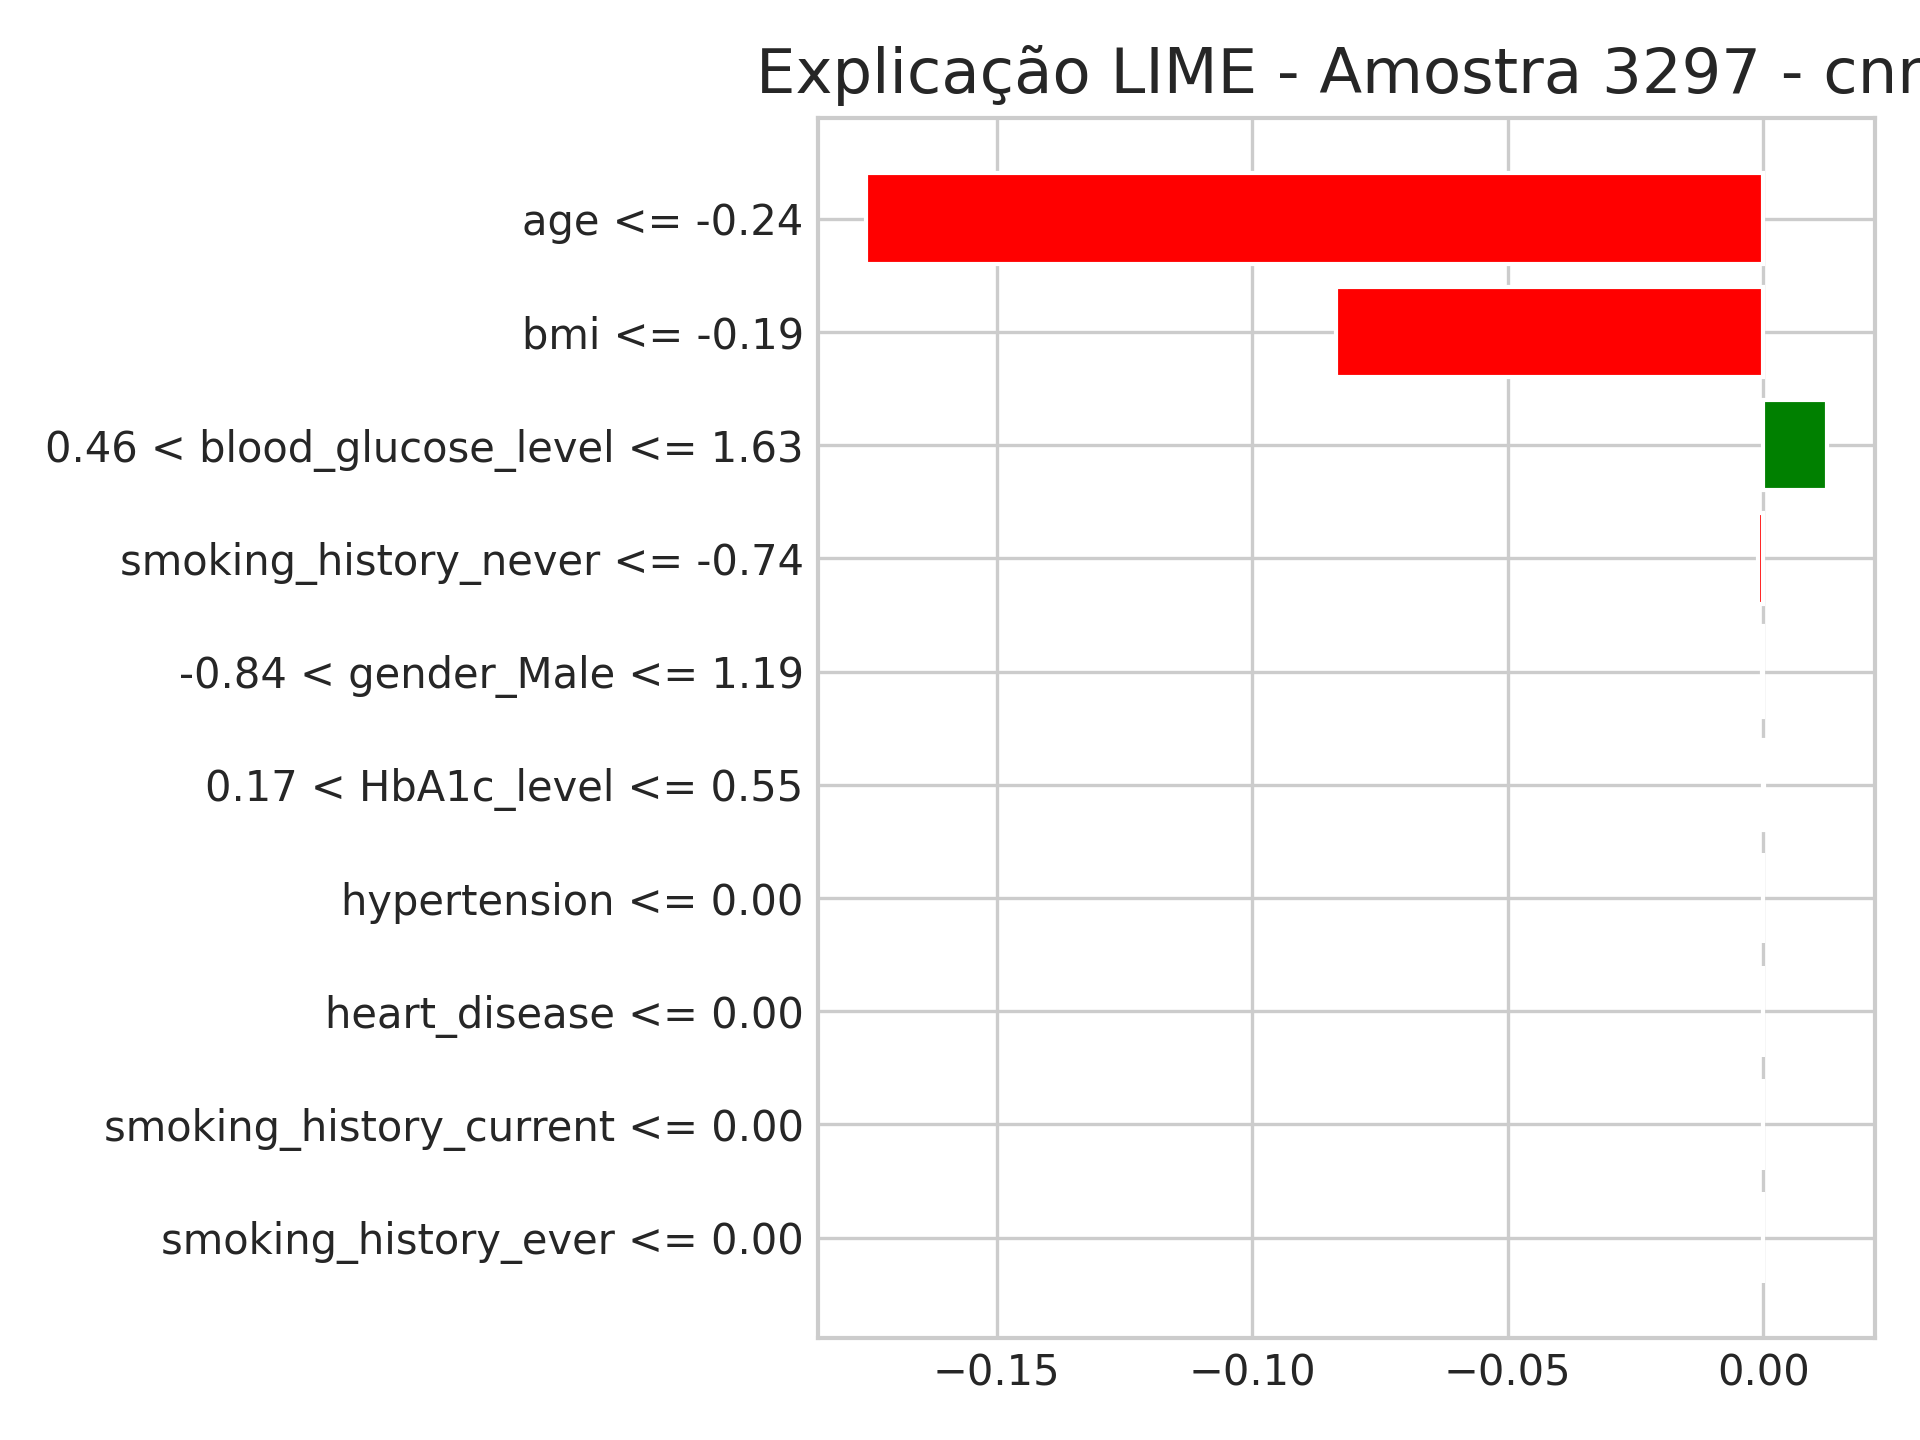 Explicação LIME - Amostra 3297 - cnr
age <= -0.24
bmi <= -0.19
0.46 < blood_glucose_level <= 1.63
smoking_history_never <= -0.74
-0.84 < gender_Male <= 1.19
0.17 < HbA1c_level <= 0.55
hypertension <= 0.00
heart_disease <= 0.00
smoking_history_current <= 0.00
smoking_history_ever <= 0.00
−0.15 −0.10 −0.05 0.00